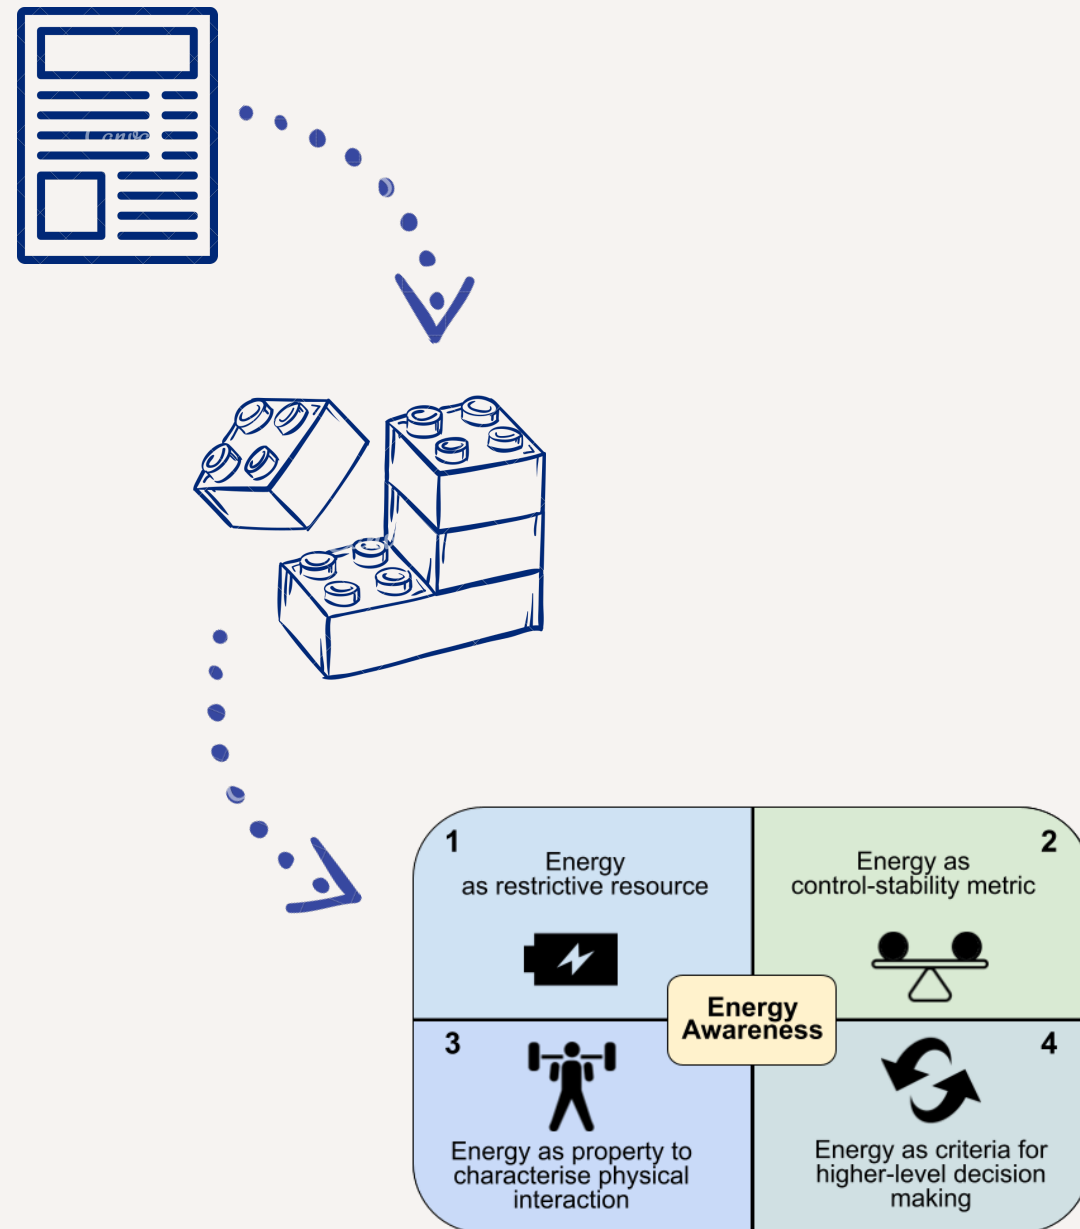 Canva
1
Energy
as restrictive resource
2
Energy as
control-stability metric
Energy
Awareness
3
Energy as property to
characterise physical
interaction
4
Energy as criteria for
higher-level decision
making